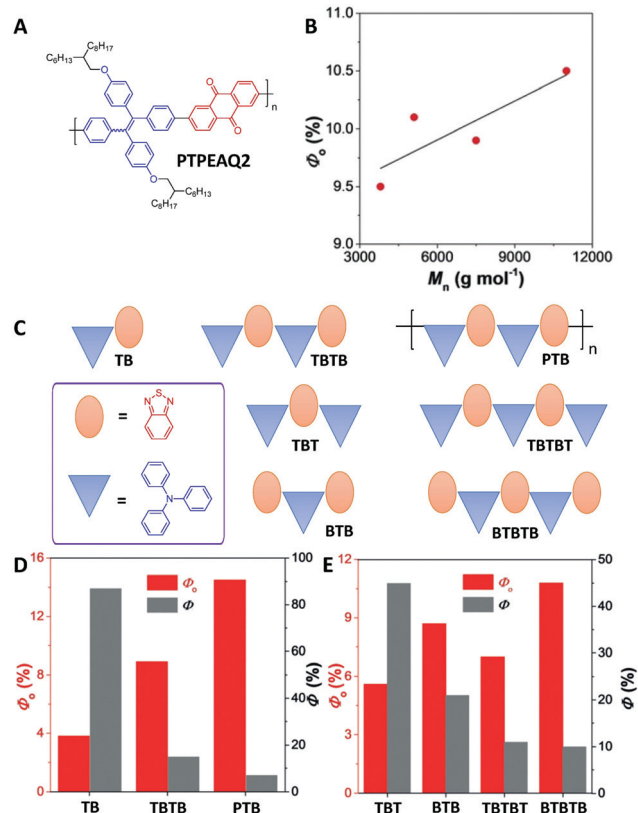 A
C₈H₁₇
C₆H₁₃
O
O
O
n
PTPEAQ2
O
C₆H₁₃
C₈H₁₇
B
Φₒ (%)
10.5
10.0
9.5
9.0
3000 6000 9000 12000
Mₙ (g mol⁻¹)
C
TB
TBTB
PTB
n
= N S N
= N
TBT
TBTBT
BTB
BTBTB
D
Φₒ (%)
16
12
8
4
0
Φₒ
Φ
100
80
60
40
20
0
Φ (%)
TB TBTB PTB
E
Φₒ (%)
12
9
6
3
0
Φₒ
Φ
50
40
30
20
10
0
Φ (%)
TBT BTB TBTBT BTBTB